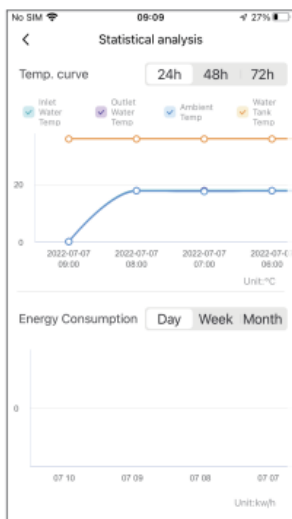 No SIM 09:09 27%
Statistical analysis
Temp. curve 24h 48h 72h
Inlet Water Temp Outlet Water Temp Ambient Temp Water Tank Temp
20
0
2022-07-07 09:00 2022-07-07 08:00 2022-07-07 07:00 2022-07-0 06:00
Unit:°C
Energy Consumption Day Week Month
0
07 10 07 09 07 08 07 07
Unit:kw/h